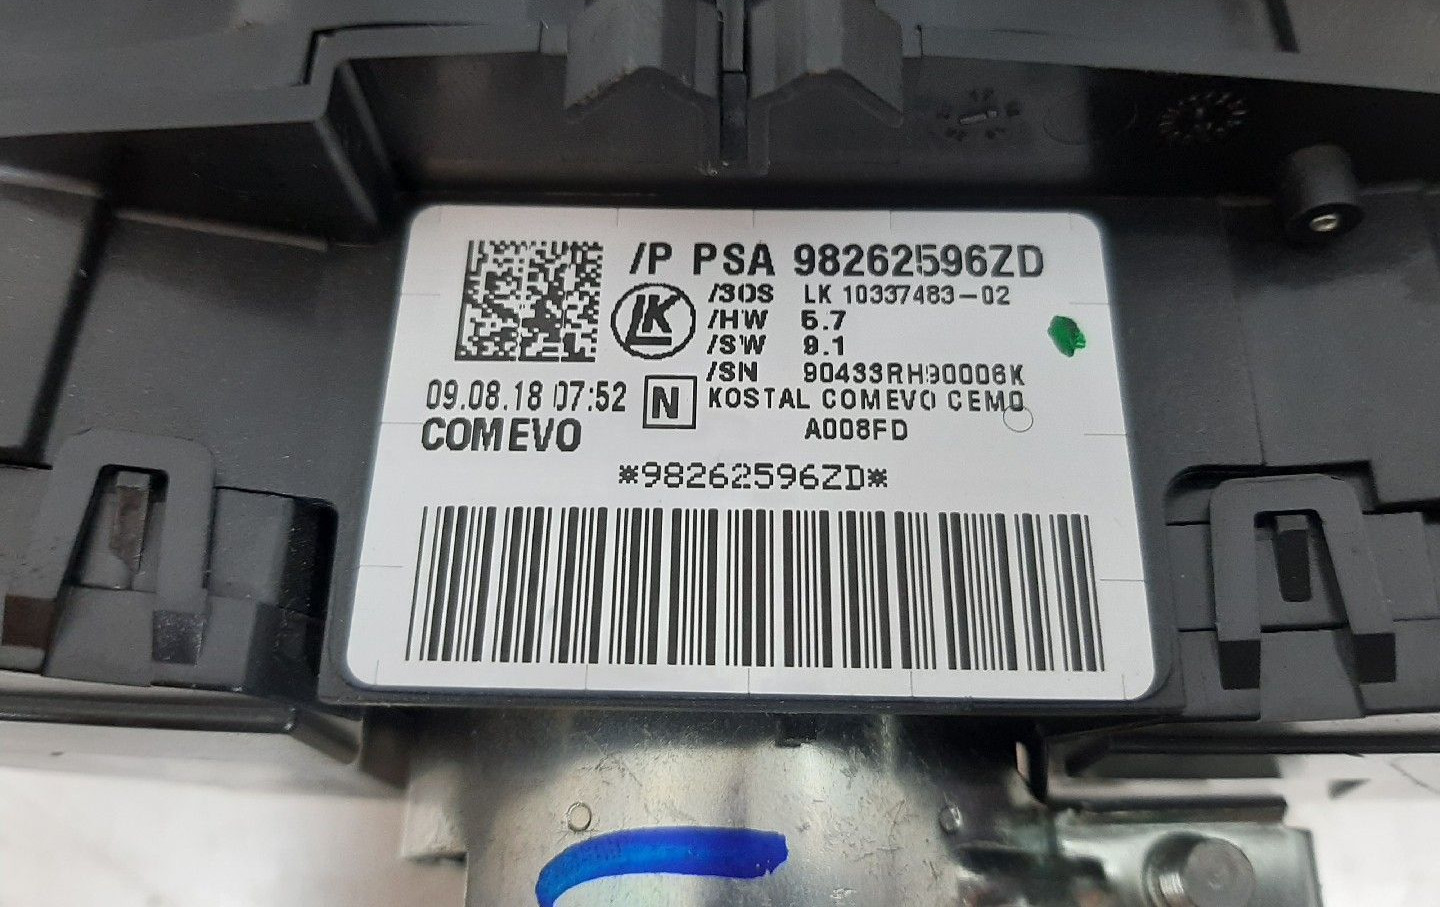 /P PSA 98262596ZD
/3OS LK 10337483-02
LK
/HW 5.7
/SW 9.1
/SN 90433RH90006K
09.08.18 07:52 N KOSTAL COMEVO CEMO
COMEVO A008FD
*98262596ZD*